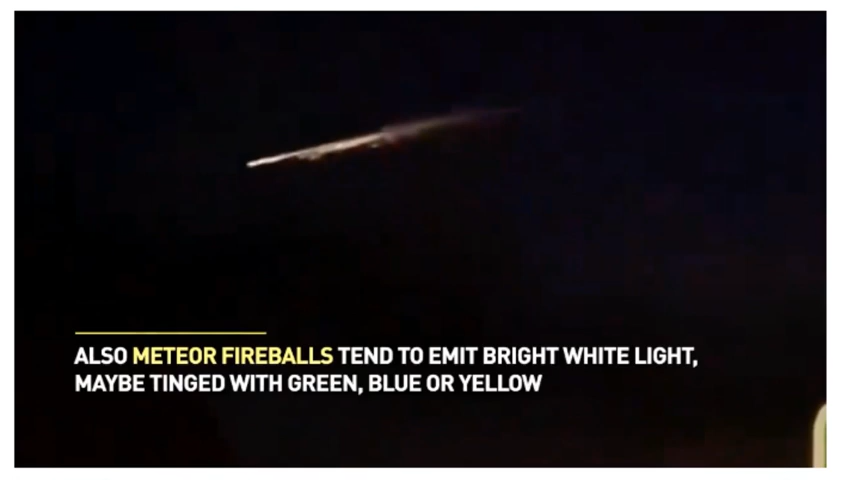 ALSO METEOR FIREBALLS TEND TO EMIT BRIGHT WHITE LIGHT,
MAYBE TINGED WITH GREEN, BLUE OR YELLOW